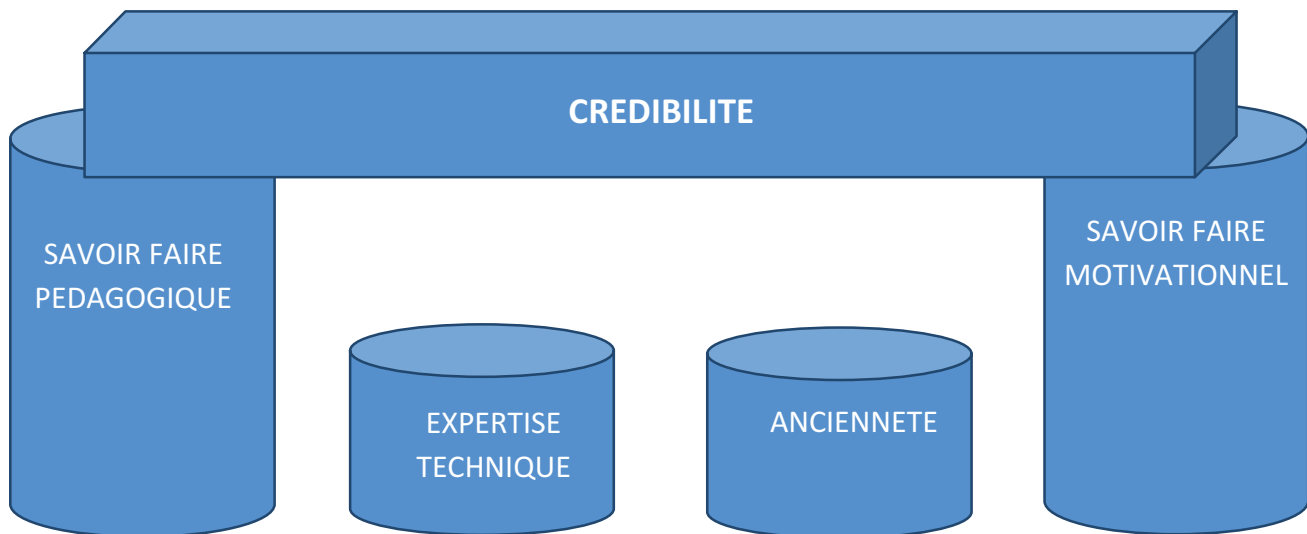 CREDIBILITE
SAVOIR FAIRE
PEDAGOGIQUE
SAVOIR FAIRE
MOTIVATIONNEL
EXPERTISE
TECHNIQUE
ANCIENNETE